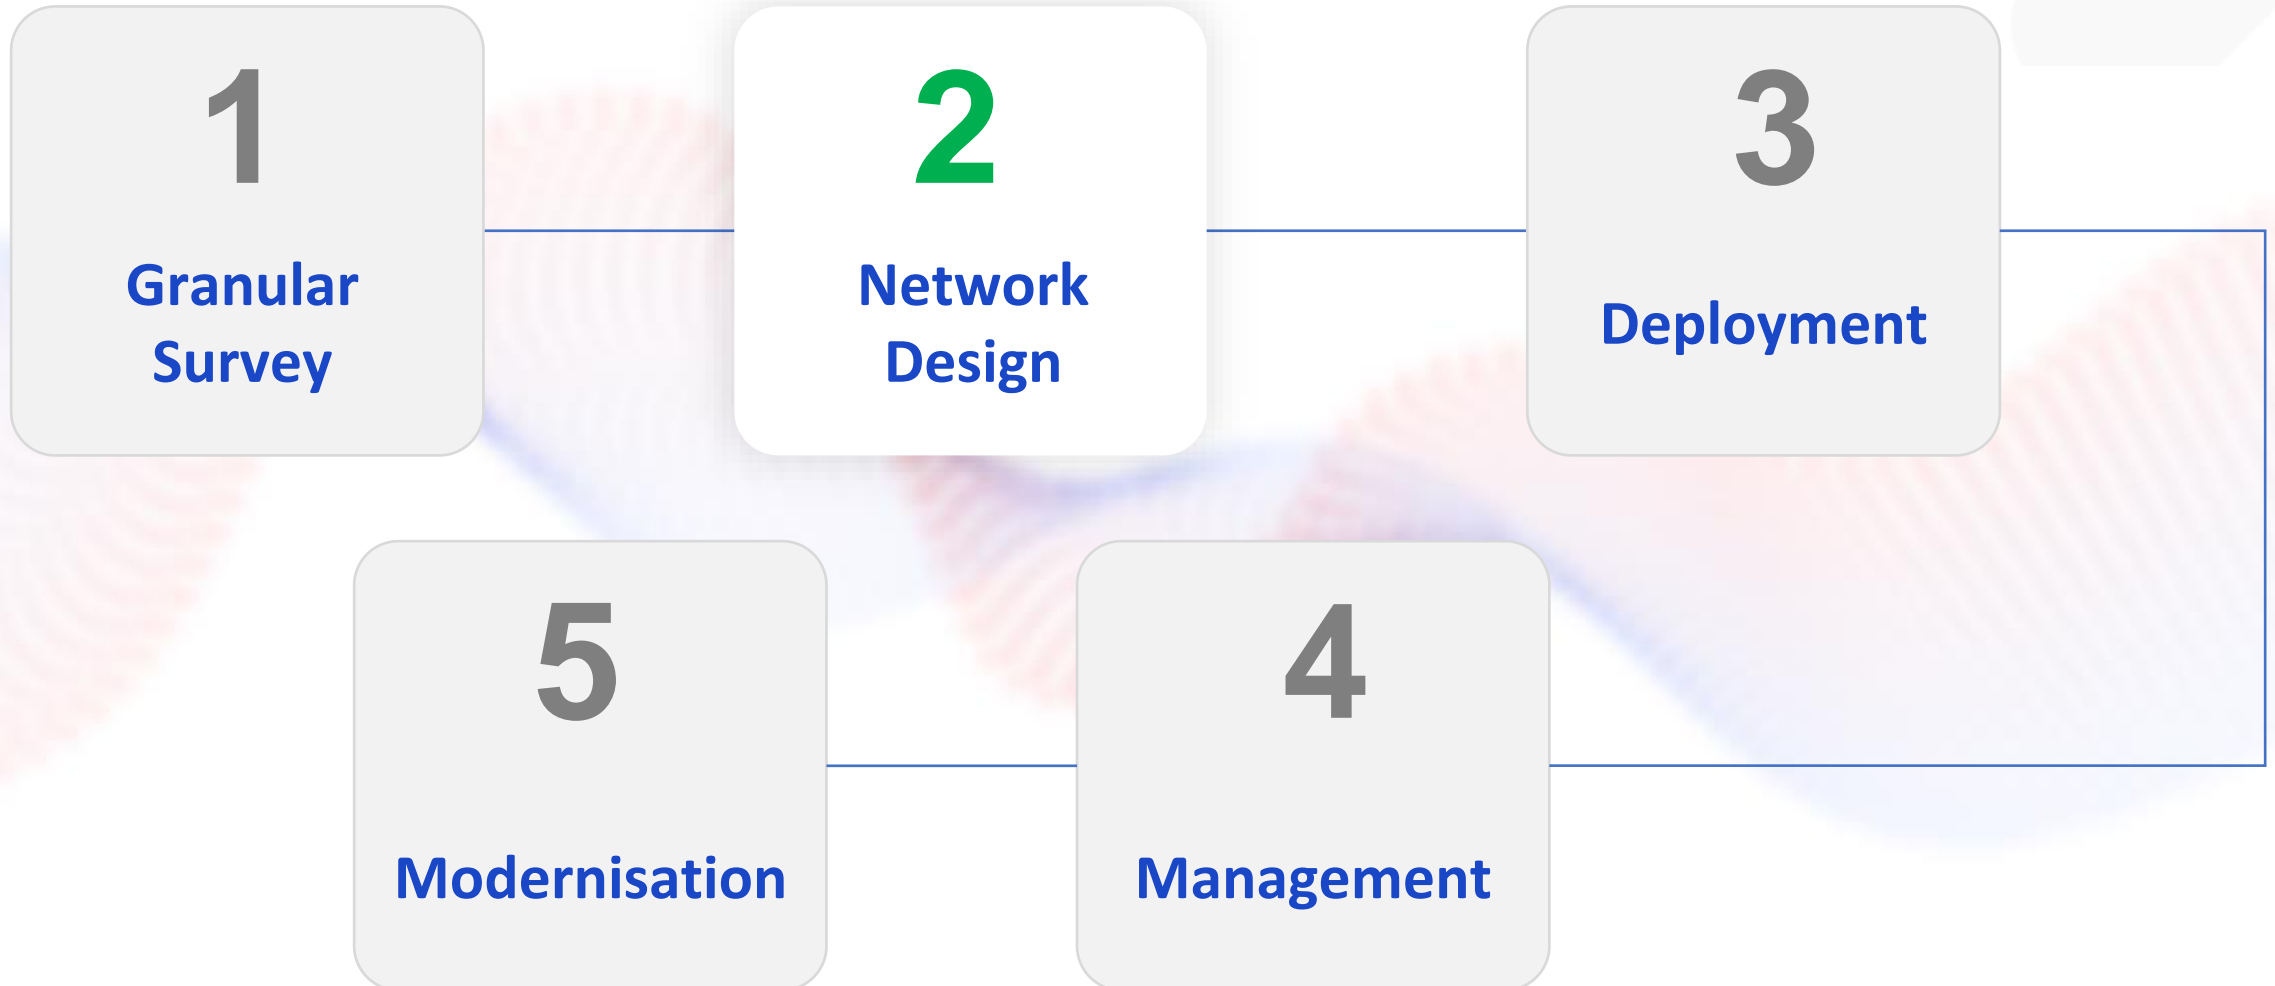 1
Granular
Survey
2
Network
Design
3
Deployment
4
Management
5
Modernisation